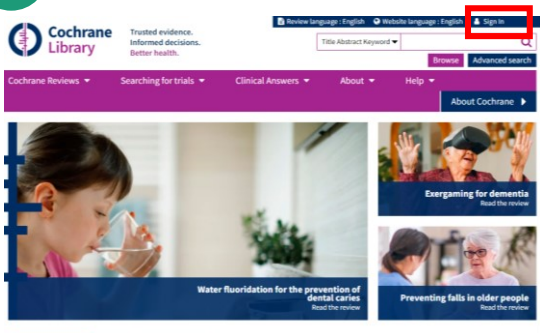 Review language : English Website language : English Sign In
Cochrane
Library
Trusted evidence.
Informed decisions.
Better health.
Title Abstract Keyword
Browse Advanced search
Cochrane Reviews Searching for trials Clinical Answers About Help
About Cochrane
Water fluoridation for the prevention of
dental caries
Read the review
Exergaming for dementia
Read the review
Preventing falls in older people
Read the review